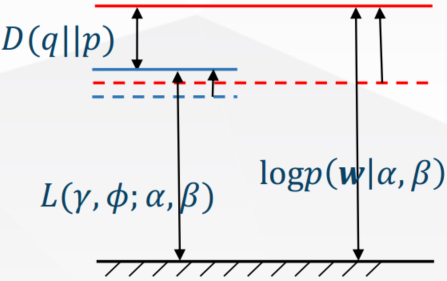 D(q||p)
logp(w|α, β)
L(γ, ϕ; α, β)